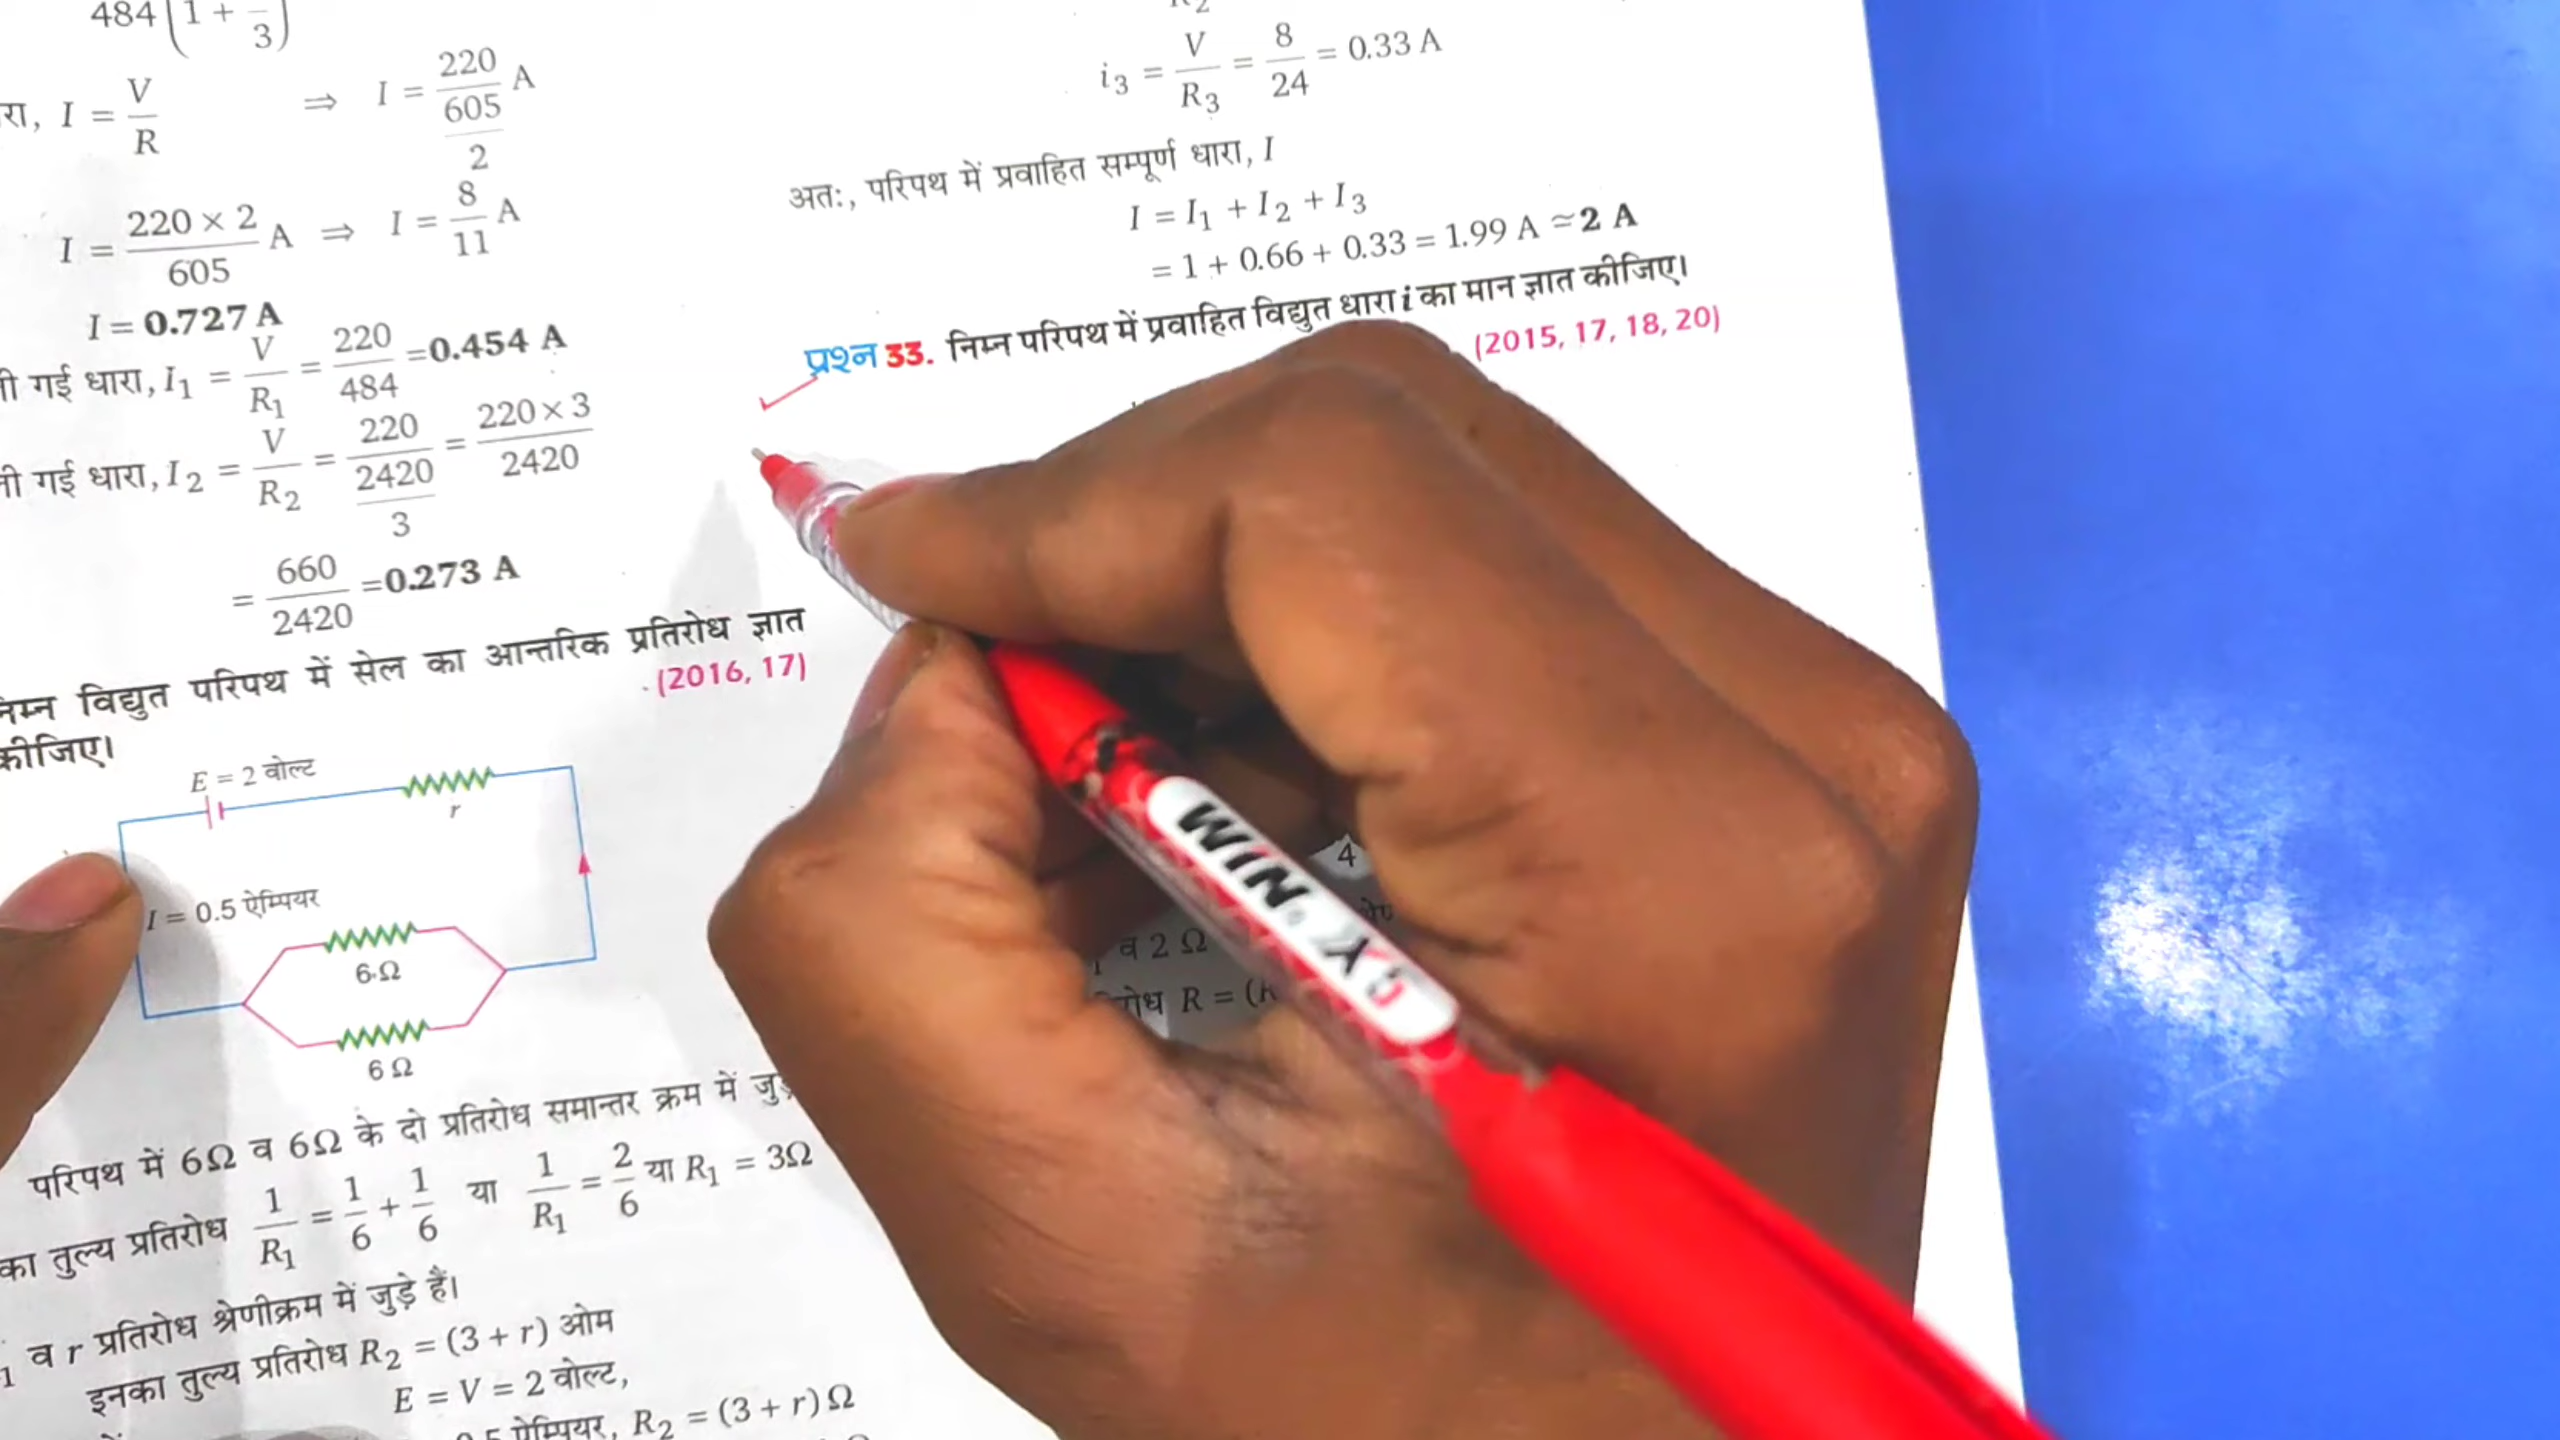 484(1 + /3)
रा, I = V/R ⇒ I = 220/(605/2) A
I = (220 × 2)/605 A ⇒ I = 8/11 A
I = 0.727 A
गई धारा, I₁ = V/R₁ = 220/484 = 0.454 A
गई धारा, I₂ = V/R₂ = 220/(2420/3) = (220 × 3)/2420
= 660/2420 = 0.273 A
विद्युत परिपथ में सेल का आन्तरिक प्रतिरोध ज्ञात
कीजिए।
(2016, 17)
E = 2 वोल्ट
r
I = 0.5 ऐम्पियर
6Ω
6Ω
परिपथ में 6Ω व 6Ω के दो प्रतिरोध समान्तर क्रम में
का तुल्य प्रतिरोध 1/R₁ = 1/6 + 1/6 या 1/R₁ = 2/6 या R₁ = 3Ω
₁ व r प्रतिरोध श्रेणीक्रम में जुड़े हैं।
इनका तुल्य प्रतिरोध R₂ = (3 + r) ओम
E = V = 2 वोल्ट,
ऐम्पियर, R₂ = (3 + r)Ω
i₃ = V/R₃ = 8/24 = 0.33 A
अतः, परिपथ में प्रवाहित सम्पूर्ण धारा, I
I = I₁ + I₂ + I₃
= 1 + 0.66 + 0.33 = 1.99 A ≃ 2 A
प्रश्न 33. निम्न परिपथ में प्रवाहित विद्युत धारा i का मान ज्ञात कीजिए।
(2015, 17, 18, 20)
4
व 2 Ω
R = (
WIN